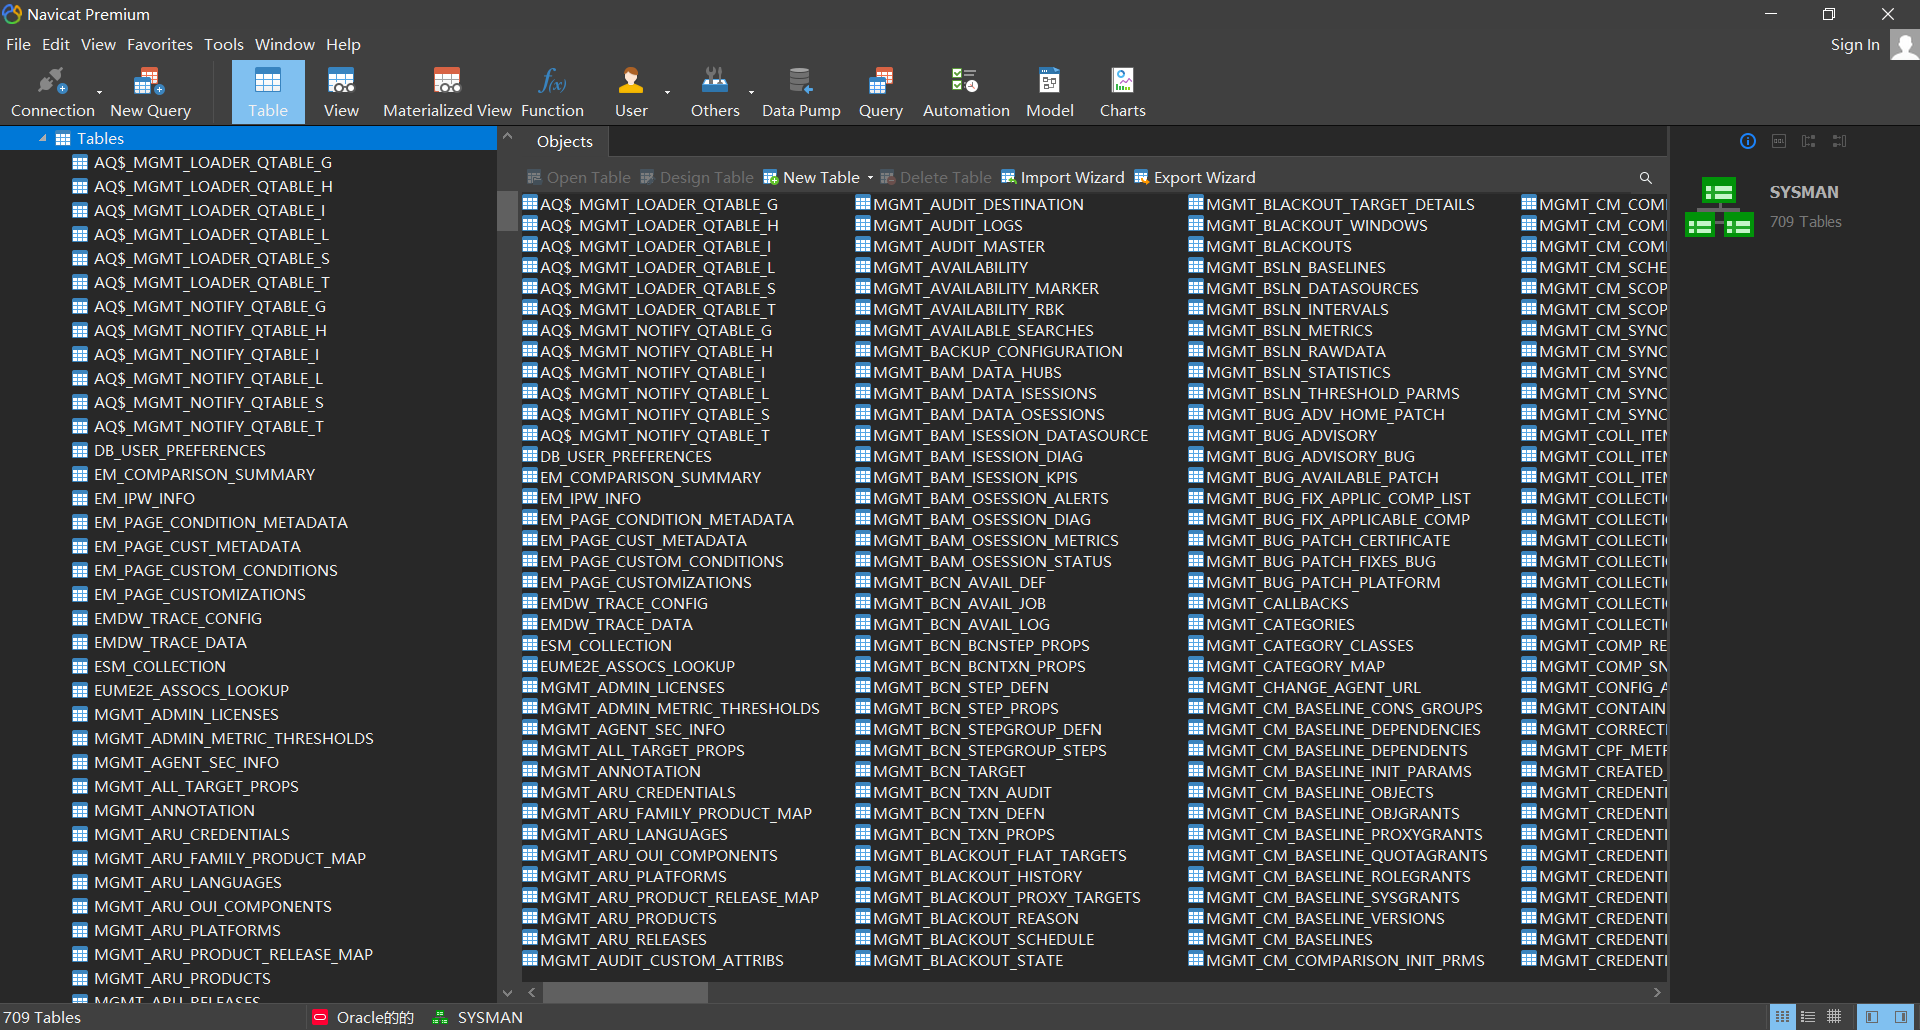 Navicat Premium
File Edit View Favorites Tools Window Help
Sign In
Connection New Query Table View Materialized View Function User Others Data Pump Query Automation Model Charts
Tables
AQ$_MGMT_LOADER_QTABLE_G
AQ$_MGMT_LOADER_QTABLE_H
AQ$_MGMT_LOADER_QTABLE_I
AQ$_MGMT_LOADER_QTABLE_L
AQ$_MGMT_LOADER_QTABLE_S
AQ$_MGMT_LOADER_QTABLE_T
AQ$_MGMT_NOTIFY_QTABLE_G
AQ$_MGMT_NOTIFY_QTABLE_H
AQ$_MGMT_NOTIFY_QTABLE_I
AQ$_MGMT_NOTIFY_QTABLE_L
AQ$_MGMT_NOTIFY_QTABLE_S
AQ$_MGMT_NOTIFY_QTABLE_T
DB_USER_PREFERENCES
EM_COMPARISON_SUMMARY
EM_IPW_INFO
EM_PAGE_CONDITION_METADATA
EM_PAGE_CUST_METADATA
EM_PAGE_CUSTOM_CONDITIONS
EM_PAGE_CUSTOMIZATIONS
EMDW_TRACE_CONFIG
EMDW_TRACE_DATA
ESM_COLLECTION
EUME2E_ASSOCS_LOOKUP
MGMT_ADMIN_LICENSES
MGMT_ADMIN_METRIC_THRESHOLDS
MGMT_AGENT_SEC_INFO
MGMT_ALL_TARGET_PROPS
MGMT_ANNOTATION
MGMT_ARU_CREDENTIALS
MGMT_ARU_FAMILY_PRODUCT_MAP
MGMT_ARU_LANGUAGES
MGMT_ARU_OUI_COMPONENTS
MGMT_ARU_PLATFORMS
MGMT_ARU_PRODUCT_RELEASE_MAP
MGMT_ARU_PRODUCTS
MGMT_ARU_RELEASES
Objects
Open Table Design Table New Table Delete Table Import Wizard Export Wizard
AQ$_MGMT_LOADER_QTABLE_G
AQ$_MGMT_LOADER_QTABLE_H
AQ$_MGMT_LOADER_QTABLE_I
AQ$_MGMT_LOADER_QTABLE_L
AQ$_MGMT_LOADER_QTABLE_S
AQ$_MGMT_LOADER_QTABLE_T
AQ$_MGMT_NOTIFY_QTABLE_G
AQ$_MGMT_NOTIFY_QTABLE_H
AQ$_MGMT_NOTIFY_QTABLE_I
AQ$_MGMT_NOTIFY_QTABLE_L
AQ$_MGMT_NOTIFY_QTABLE_S
AQ$_MGMT_NOTIFY_QTABLE_T
DB_USER_PREFERENCES
EM_COMPARISON_SUMMARY
EM_IPW_INFO
EM_PAGE_CONDITION_METADATA
EM_PAGE_CUST_METADATA
EM_PAGE_CUSTOM_CONDITIONS
EM_PAGE_CUSTOMIZATIONS
EMDW_TRACE_CONFIG
EMDW_TRACE_DATA
ESM_COLLECTION
EUME2E_ASSOCS_LOOKUP
MGMT_ADMIN_LICENSES
MGMT_ADMIN_METRIC_THRESHOLDS
MGMT_AGENT_SEC_INFO
MGMT_ALL_TARGET_PROPS
MGMT_ANNOTATION
MGMT_ARU_CREDENTIALS
MGMT_ARU_FAMILY_PRODUCT_MAP
MGMT_ARU_LANGUAGES
MGMT_ARU_OUI_COMPONENTS
MGMT_ARU_PLATFORMS
MGMT_ARU_PRODUCT_RELEASE_MAP
MGMT_ARU_PRODUCTS
MGMT_ARU_RELEASES
MGMT_AUDIT_CUSTOM_ATTRIBS
MGMT_AUDIT_DESTINATION
MGMT_AUDIT_LOGS
MGMT_AUDIT_MASTER
MGMT_AVAILABILITY
MGMT_AVAILABILITY_MARKER
MGMT_AVAILABILITY_RBK
MGMT_AVAILABLE_SEARCHES
MGMT_BACKUP_CONFIGURATION
MGMT_BAM_DATA_HUBS
MGMT_BAM_DATA_ISESSIONS
MGMT_BAM_DATA_OSESSIONS
MGMT_BAM_ISESSION_DATASOURCE
MGMT_BAM_ISESSION_DIAG
MGMT_BAM_ISESSION_KPIS
MGMT_BAM_OSESSION_ALERTS
MGMT_BAM_OSESSION_DIAG
MGMT_BAM_OSESSION_METRICS
MGMT_BAM_OSESSION_STATUS
MGMT_BCN_AVAIL_DEF
MGMT_BCN_AVAIL_JOB
MGMT_BCN_AVAIL_LOG
MGMT_BCN_BCNSTEP_PROPS
MGMT_BCN_BCNTXN_PROPS
MGMT_BCN_STEP_DEFN
MGMT_BCN_STEP_PROPS
MGMT_BCN_STEPGROUP_DEFN
MGMT_BCN_STEPGROUP_STEPS
MGMT_BCN_TARGET
MGMT_BCN_TXN_AUDIT
MGMT_BCN_TXN_DEFN
MGMT_BCN_TXN_PROPS
MGMT_BLACKOUT_FLAT_TARGETS
MGMT_BLACKOUT_HISTORY
MGMT_BLACKOUT_PROXY_TARGETS
MGMT_BLACKOUT_REASON
MGMT_BLACKOUT_SCHEDULE
MGMT_BLACKOUT_STATE
MGMT_BLACKOUT_TARGET_DETAILS
MGMT_BLACKOUT_WINDOWS
MGMT_BLACKOUTS
MGMT_BSLN_BASELINES
MGMT_BSLN_DATASOURCES
MGMT_BSLN_INTERVALS
MGMT_BSLN_METRICS
MGMT_BSLN_RAWDATA
MGMT_BSLN_STATISTICS
MGMT_BSLN_THRESHOLD_PARMS
MGMT_BUG_ADV_HOME_PATCH
MGMT_BUG_ADVISORY
MGMT_BUG_ADVISORY_BUG
MGMT_BUG_AVAILABLE_PATCH
MGMT_BUG_FIX_APPLIC_COMP_LIST
MGMT_BUG_FIX_APPLICABLE_COMP
MGMT_BUG_PATCH_CERTIFICATE
MGMT_BUG_PATCH_FIXES_BUG
MGMT_BUG_PATCH_PLATFORM
MGMT_CALLBACKS
MGMT_CATEGORIES
MGMT_CATEGORY_CLASSES
MGMT_CATEGORY_MAP
MGMT_CHANGE_AGENT_URL
MGMT_CM_BASELINE_CONS_GROUPS
MGMT_CM_BASELINE_DEPENDENCIES
MGMT_CM_BASELINE_DEPENDENTS
MGMT_CM_BASELINE_INIT_PARAMS
MGMT_CM_BASELINE_OBJECTS
MGMT_CM_BASELINE_OBJGRANTS
MGMT_CM_BASELINE_PROXYGRANTS
MGMT_CM_BASELINE_QUOTAGRANTS
MGMT_CM_BASELINE_ROLEGRANTS
MGMT_CM_BASELINE_SYSGRANTS
MGMT_CM_BASELINE_VERSIONS
MGMT_CM_BASELINES
MGMT_CM_COMPARISON_INIT_PRMS
MGMT_CM_COM
MGMT_CM_COM
MGMT_CM_COM
MGMT_CM_SCHE
MGMT_CM_SCOP
MGMT_CM_SCOP
MGMT_CM_SYNC
MGMT_CM_SYNC
MGMT_CM_SYNC
MGMT_CM_SYNC
MGMT_CM_SYNC
MGMT_COLL_ITEM
MGMT_COLL_ITEM
MGMT_COLL_ITEM
MGMT_COLLECTI
MGMT_COLLECTI
MGMT_COLLECTI
MGMT_COLLECTI
MGMT_COLLECTI
MGMT_COLLECTI
MGMT_COLLECTI
MGMT_COMP_RE
MGMT_COMP_SN
MGMT_CONFIG_A
MGMT_CONTAIN
MGMT_CORRECTI
MGMT_CPF_METR
MGMT_CREATED_
MGMT_CREDENTI
MGMT_CREDENTI
MGMT_CREDENTI
MGMT_CREDENTI
MGMT_CREDENTI
MGMT_CREDENTI
MGMT_CREDENTI
MGMT_CREDENTI
MGMT_CREDENTI
SYSMAN
709 Tables
709 Tables
Oracle的的
SYSMAN